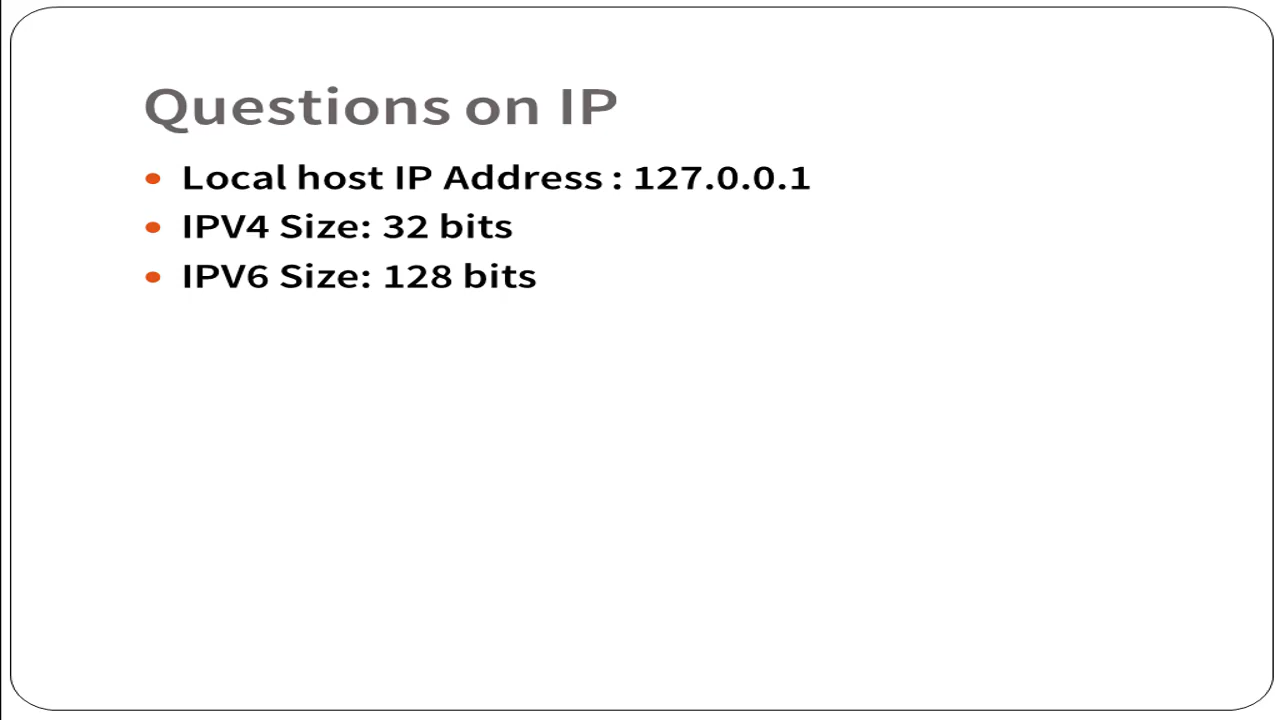 Questions on IP
• Local host IP Address : 127.0.0.1
• IPV4 Size: 32 bits
• IPV6 Size: 128 bits